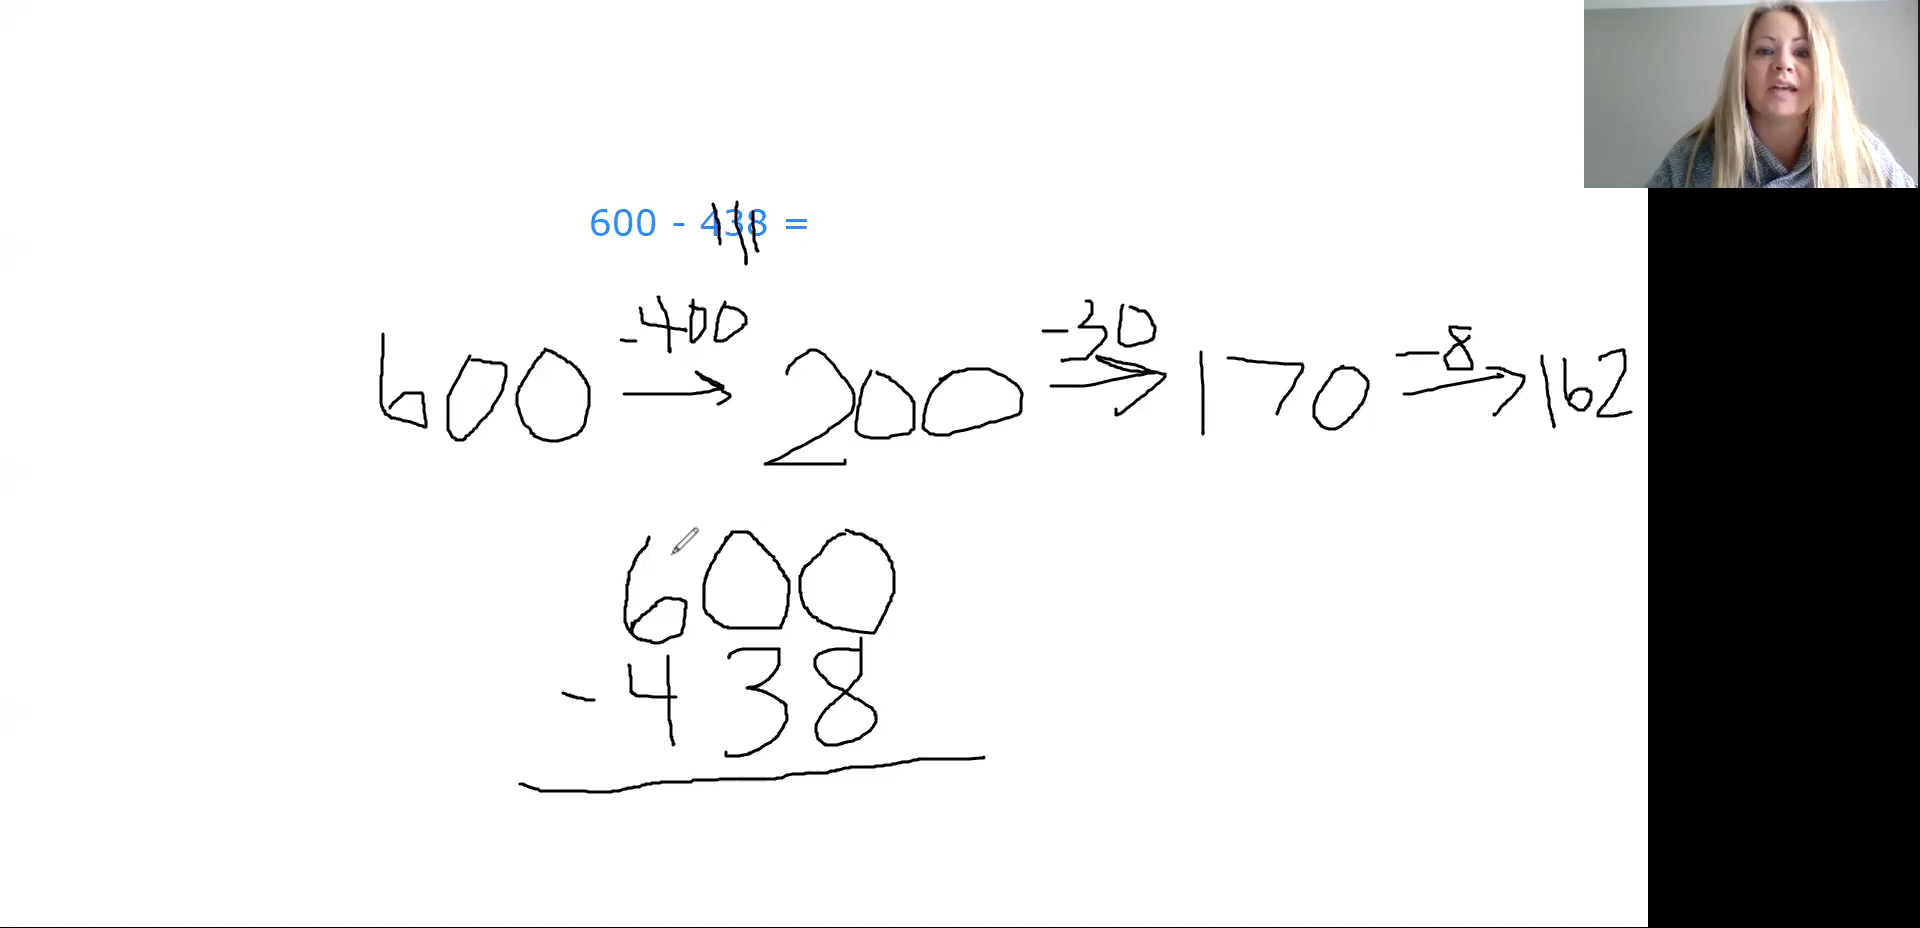 600 - 438 =
-400 -30 -8
600 → 200 → 170 → 162
600
- 438